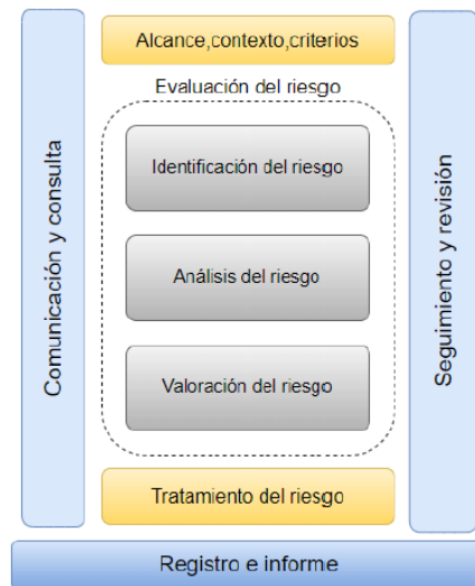 Alcance,contexto,criterios
Evaluación del riesgo
Comunicación y consulta
Identificación del riesgo
Análisis del riesgo
Valoración del riesgo
Seguimiento y revisión
Tratamiento del riesgo
Registro e informe